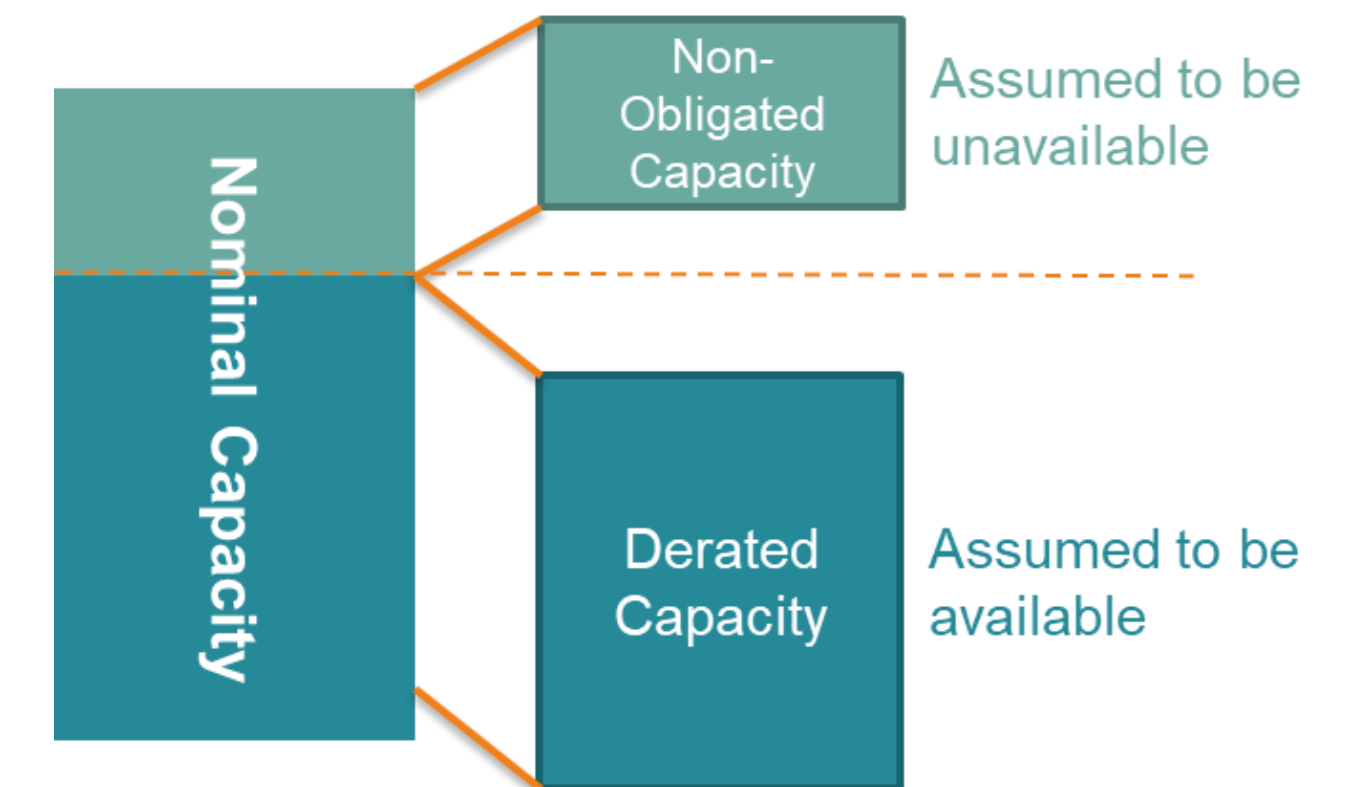 Nominal Capacity
Non-
Obligated
Capacity
Assumed to be
unavailable
Derated
Capacity
Assumed to be
available